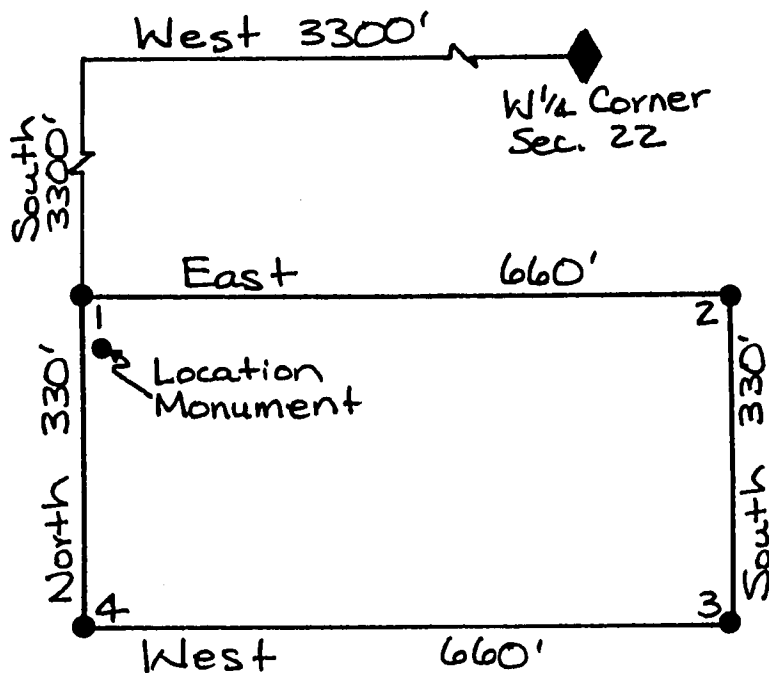 West 3300'
W1/4 Corner
Sec. 22
South
3300'
East 660'
1
2
Location
Monument
North 330'
South 330'
4
3
West 660'